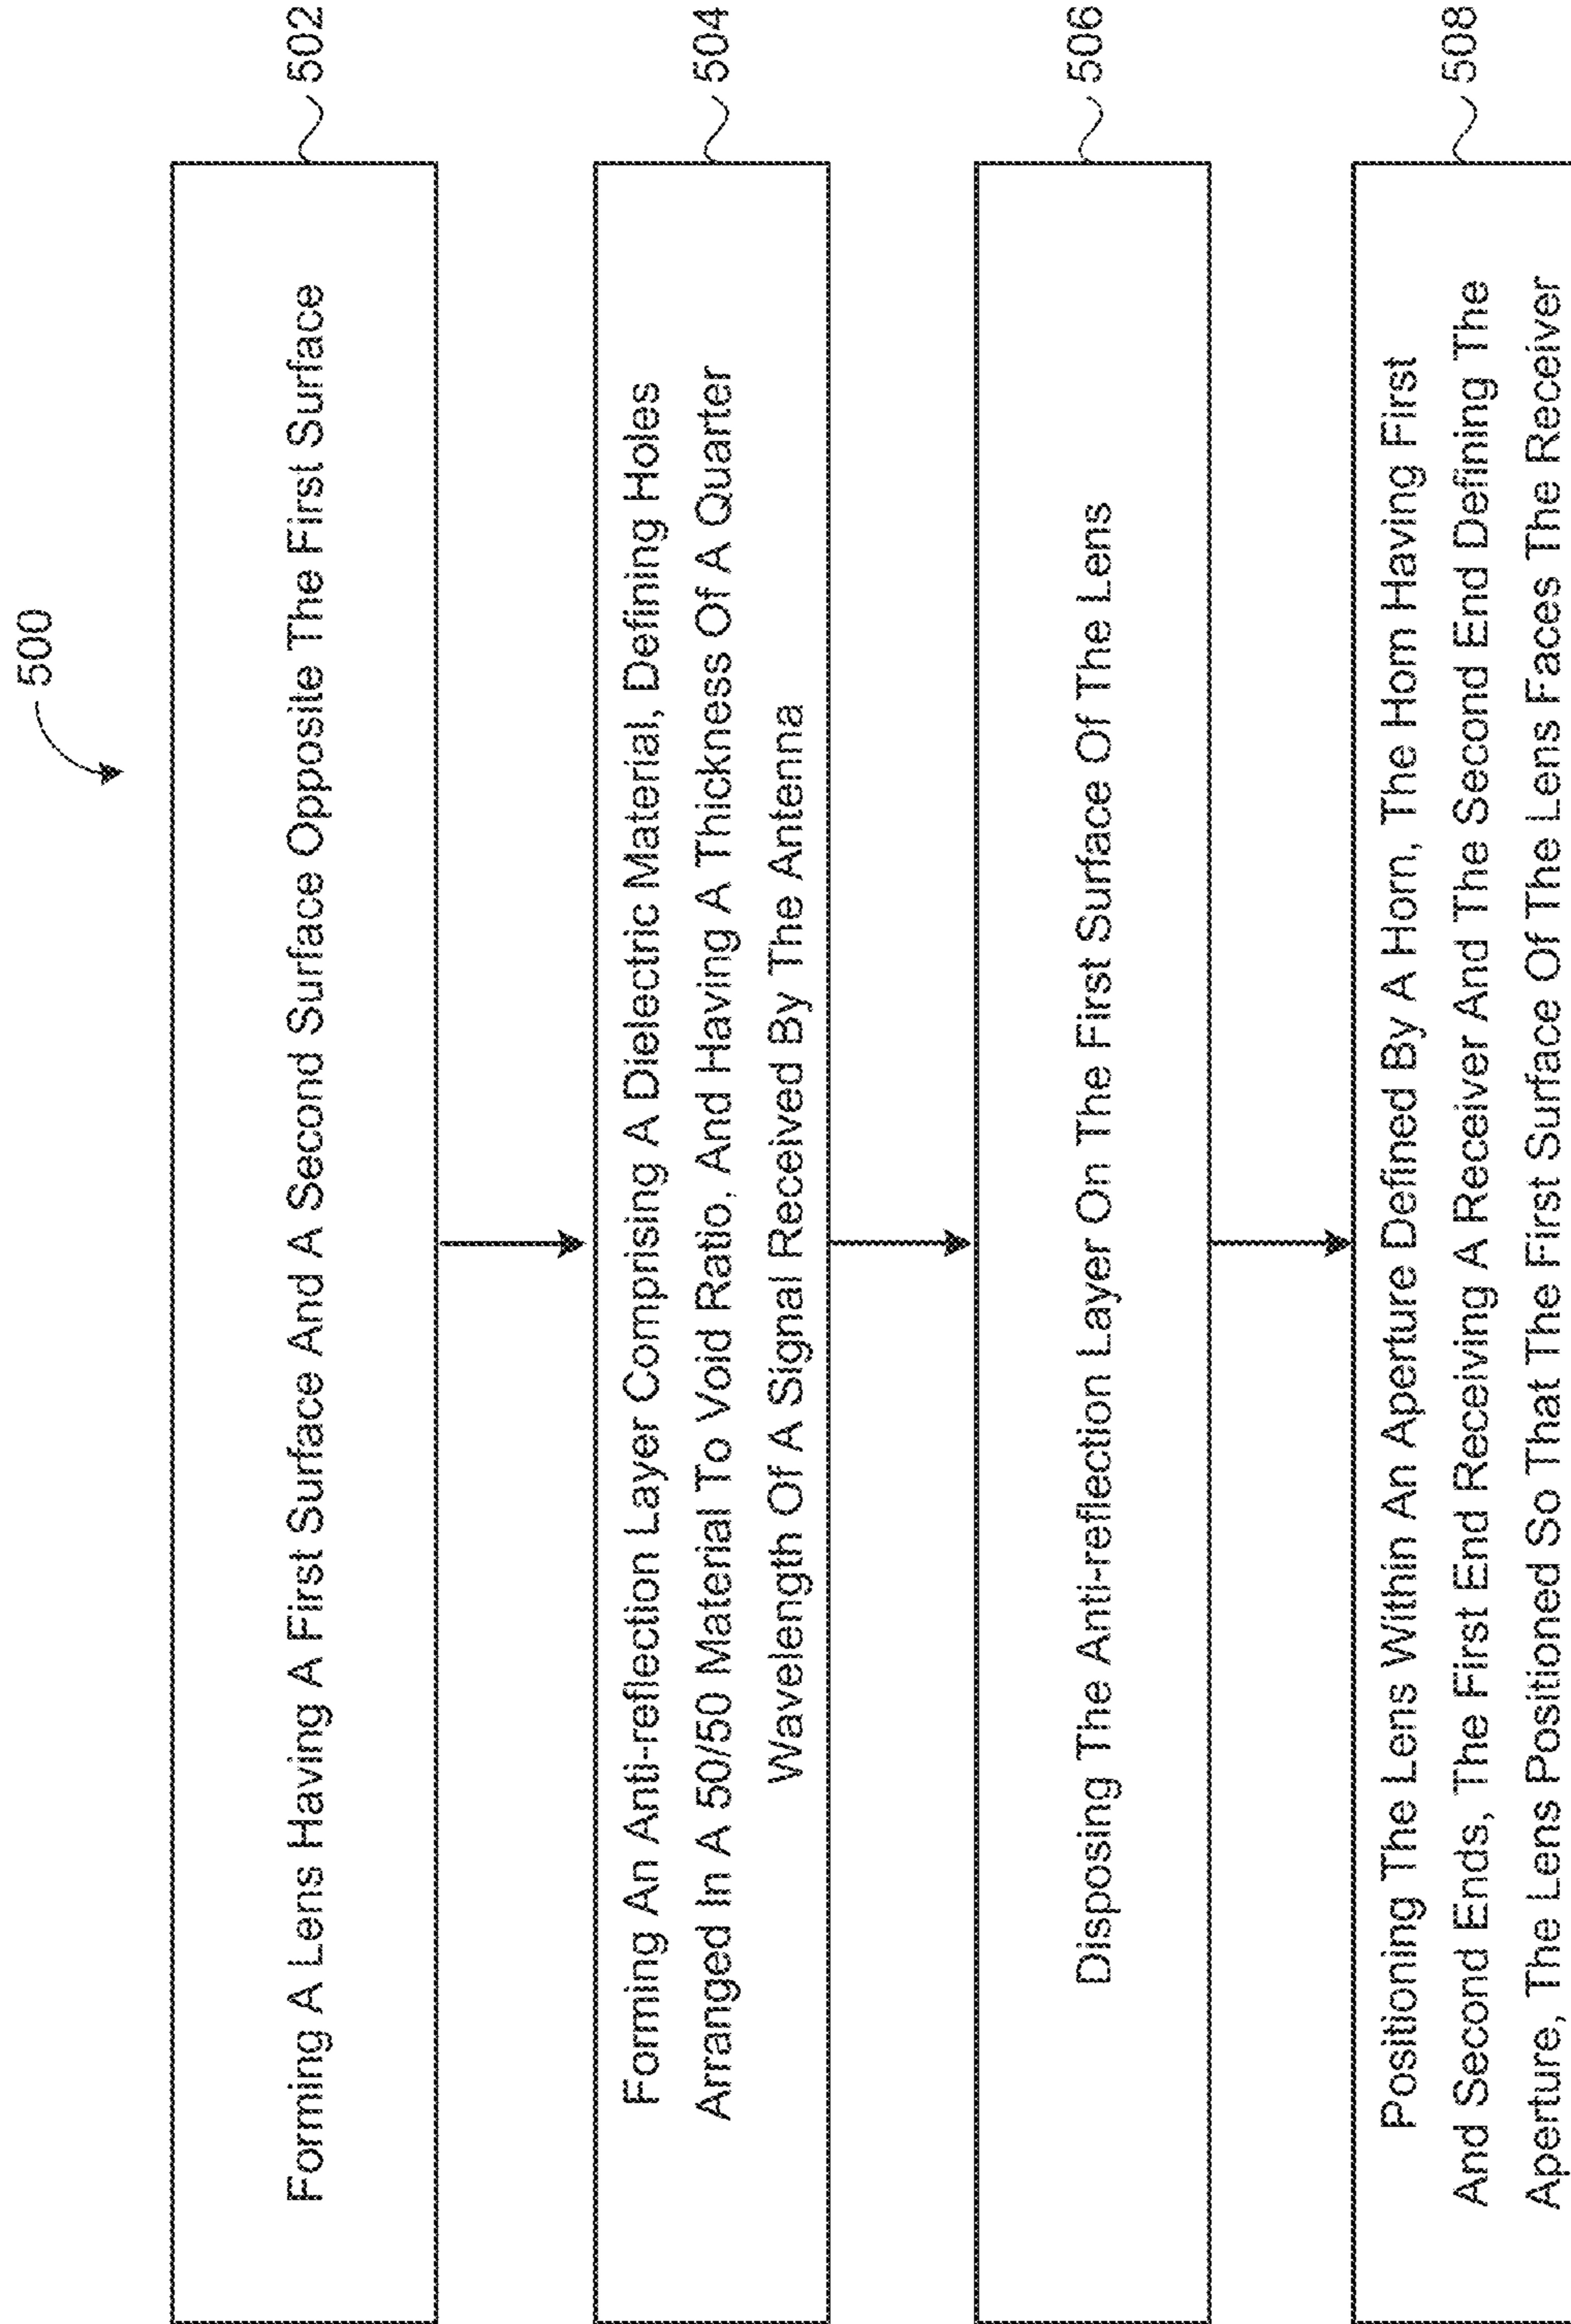 500
Forming A Lens Having A First Surface And A Second Surface Opposite The First Surface
502
Forming An Anti-reflection Layer Comprising A Dielectric Material, Defining Holes
Arranged In A 50/50 Material To Void Ratio, And Having A Thickness Of A Quarter
Wavelength Of A Signal Received By The Antenna
504
Disposing The Anti-reflection Layer On The First Surface Of The Lens
506
Positioning The Lens Within An Aperture Defined By A Horn, The Horn Having First
And Second Ends, The First End Receiving A Receiver And The Second End Defining The
Aperture, The Lens Positioned So That The First Surface Of The Lens Faces The Receiver
508